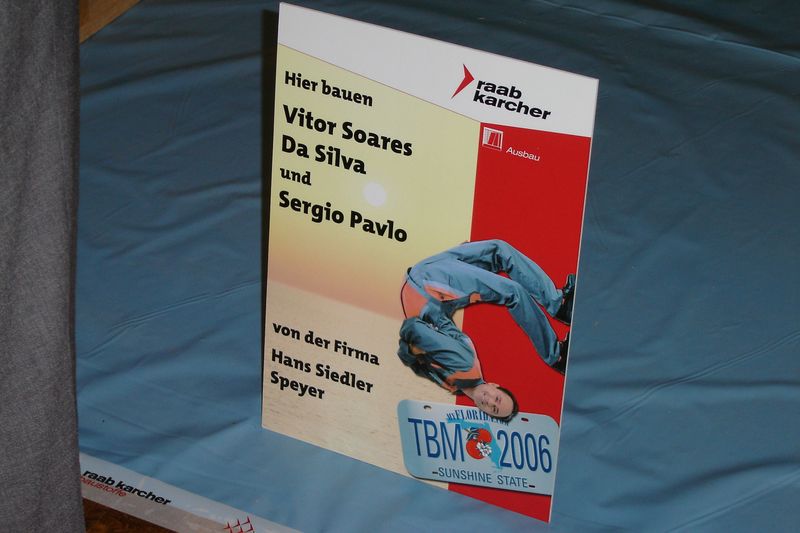 raab
karcher
Ausbau
Hier bauen
Vitor Soares
Da Silva
und
Sergio Pavlo
von der Firma
Hans Siedler
Speyer
TBM 2006
SUNSHINE STATE
raab karcher
baustoffe